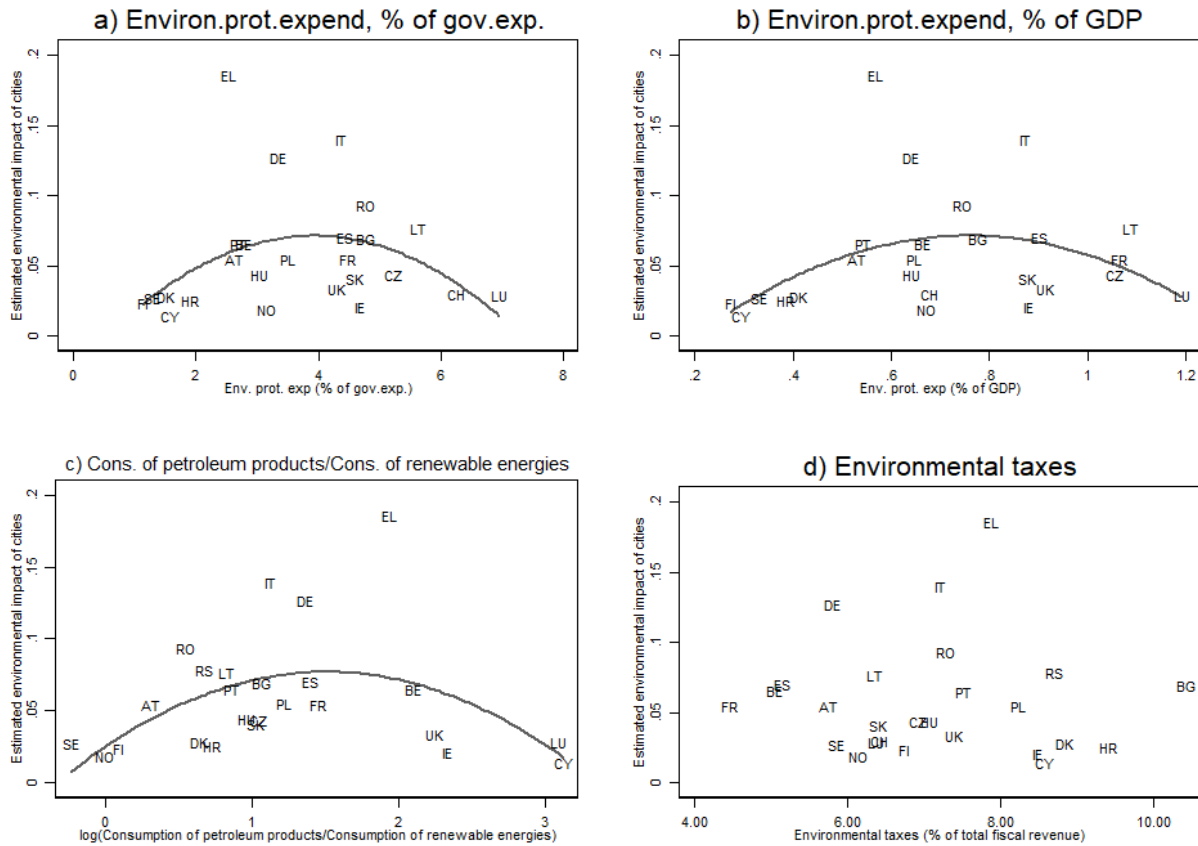 a) Environ.prot.expend, % of gov.exp.
Estimated environmental impact of cities
0 .05 .1 .15 .2
EL
IT
DE
RO
LT
PT BE ES BG
AT PL FR
HU SK CZ
UK CH LU
FI SE DK HR
CY NO IE
0 2 4 6 8
Env. prot. exp (% of gov.exp.)
b) Environ.prot.expend, % of GDP
Estimated environmental impact of cities
0 .05 .1 .15 .2
EL
IT
DE
RO
LT
PT BE BG ES
AT PL FR
HU SK CZ
CH UK LU
FI SE HR DK
CY NO IE
.2 .4 .6 .8 1 1.2
Env. prot. exp (% of GDP)
c) Cons. of petroleum products/Cons. of renewable energies
Estimated environmental impact of cities
0 .05 .1 .15 .2
EL
IT
DE
RO
RS LT
PT BG ES BE
AT PL FR
HU CZ SK
UK
SE DK HR LU
NO FI IE CY
0 1 2 3
log(Consumption of petroleum products/Consumption of renewable energies)
d) Environmental taxes
Estimated environmental impact of cities
0 .05 .1 .15 .2
EL
IT
DE
RO
LT RS
BE ES PT BG
FR AT PL
SK CZ HU
UK
SE LU CH DK HR
NO FI IE CY
4.00 6.00 8.00 10.00
Environmental taxes (% of total fiscal revenue)